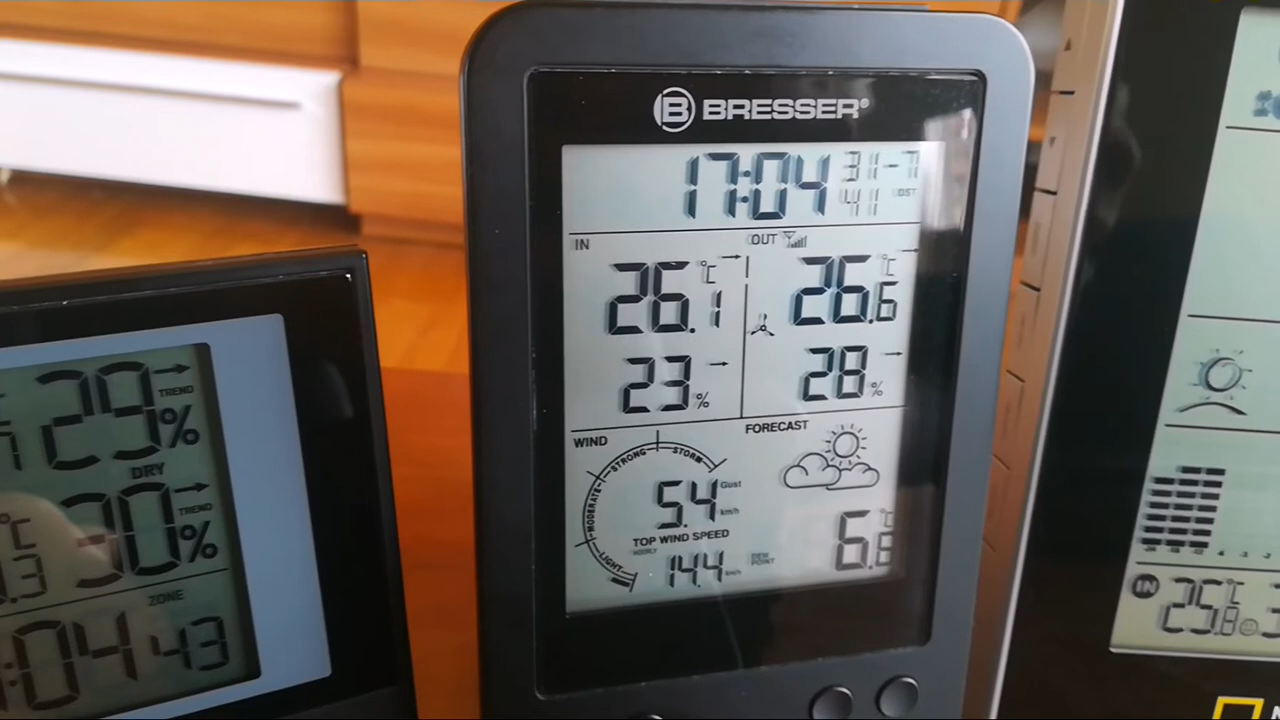 BRESSER®
17:04 31-7
41 DST
IN OUT
26.1 °C 26.6 °C
23 % 28 %
WIND FORECAST
LIGHT MODERATE STRONG STORM
5.4 Gust km/h
TOP WIND SPEED
HOURLY
14.4 km/h DEW POINT 6.8 °C
29 % TREND
DRY
30 % TREND
°C
.3
ZONE
:04 43
IN 25.8 °C